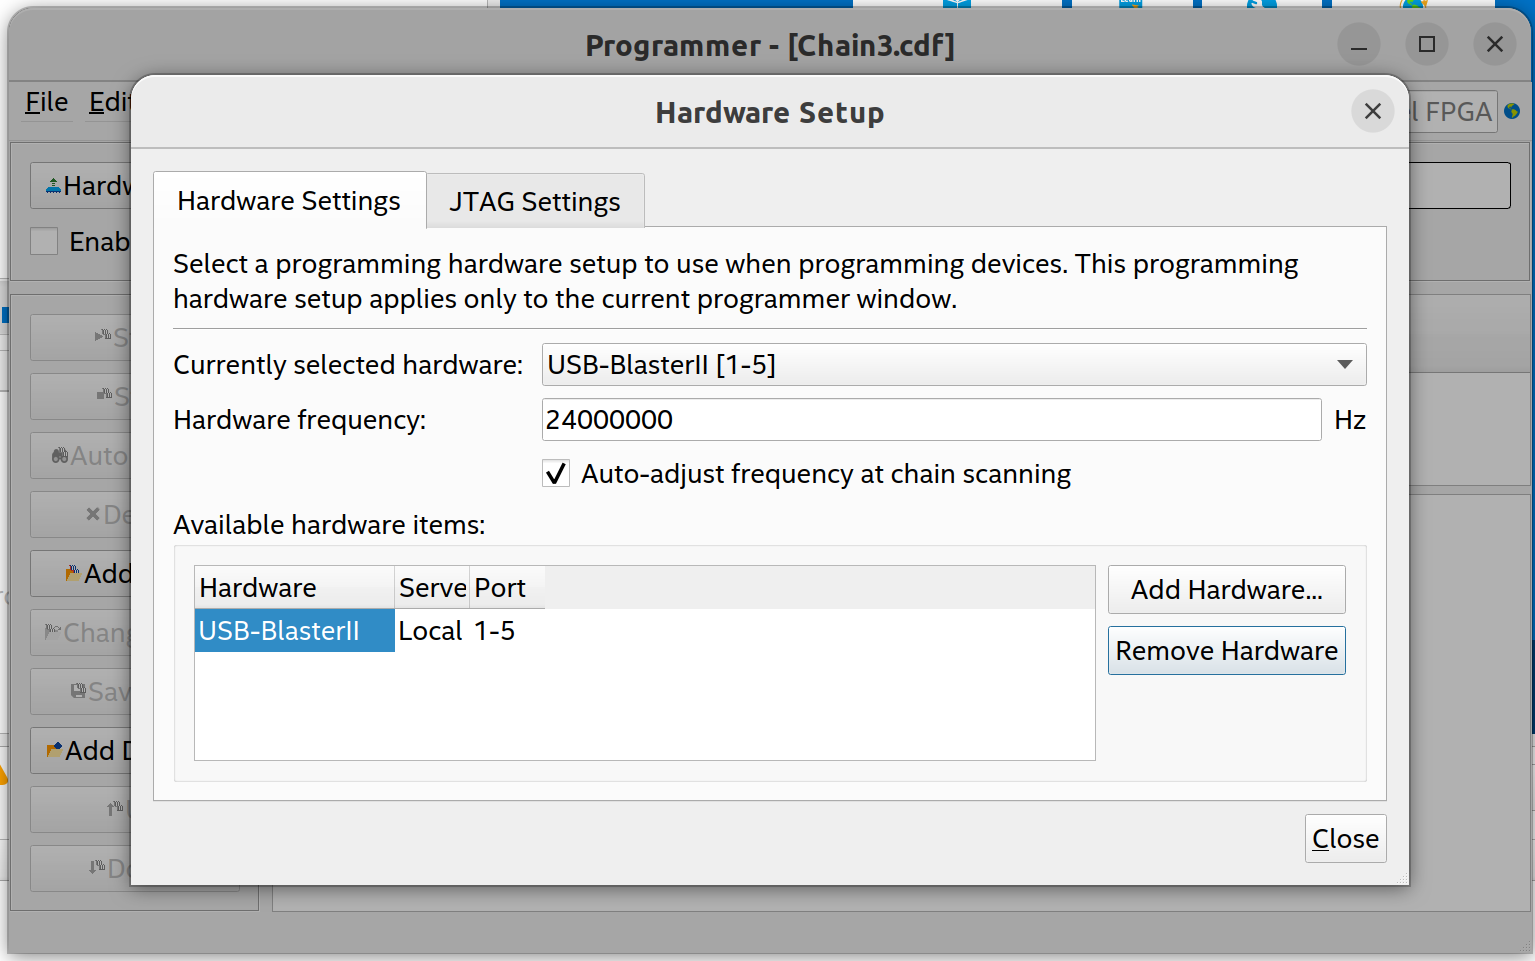 Programmer - [Chain3.cdf]
File Edit
Hardware Setup
el FPGA
Hardw
Enab
Hardware Settings
JTAG Settings
Select a programming hardware setup to use when programming devices. This programming
hardware setup applies only to the current programmer window.
Currently selected hardware: USB-BlasterII [1-5]
Hardware frequency: 24000000 Hz
Auto-adjust frequency at chain scanning
Auto
De
Available hardware items:
Add
Hardware Serve Port
Add Hardware...
Chang
USB-BlasterII Local 1-5
Remove Hardware
Sav
Add D
Close
Do